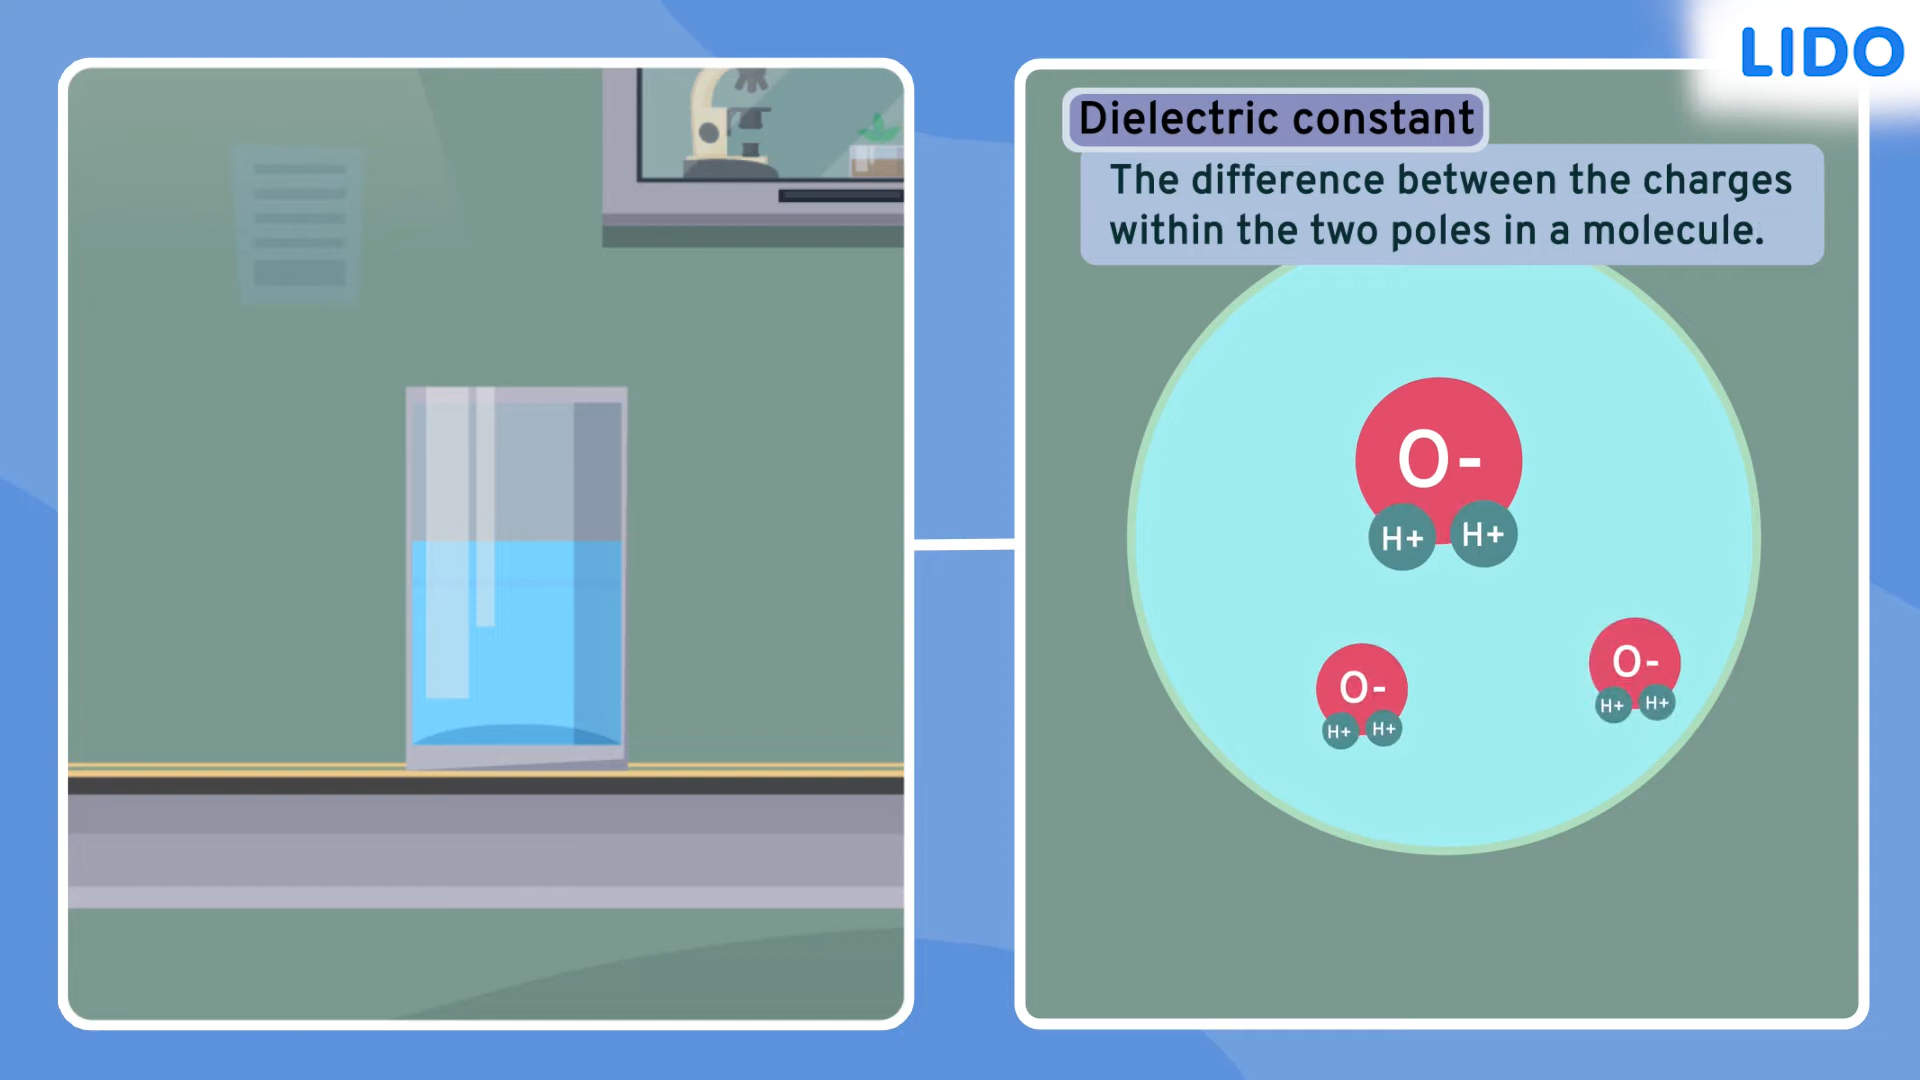 LIDO
Dielectric constant
The difference between the charges
within the two poles in a molecule.
O-
H+ H+
O-
H+ H+
O-
H+ H+